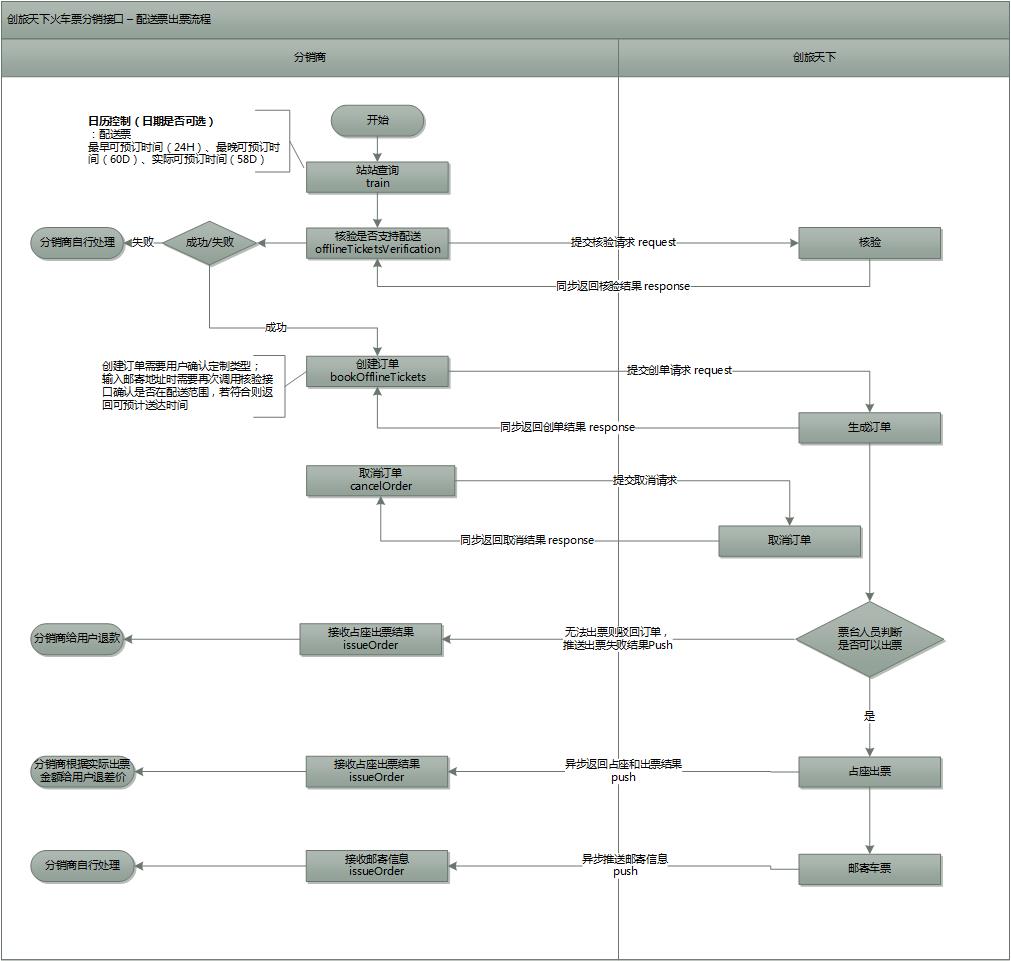 创旅天下火车票分销接口 – 配送票出票流程
分销商
创旅天下
日历控制（日期是否可选）
：配送票
最早可预订时间（24H）、最晚可预订时
间（60D）、实际可预订时间（58D）
开始
站站查询
train
分销商自行处理
失败
成功/失败
核验是否支持配送
offlineTicketsVerification
提交核验请求 request
核验
同步返回核验结果 response
成功
创建订单需要用户确认定制类型；
输入邮寄地址时需要再次调用核验接
口确认是否在配送范围，若符合则返
回可预计送达时间
创建订单
bookOfflineTickets
提交创单请求 request
同步返回创单结果 response
生成订单
取消订单
cancelOrder
提交取消请求
同步返回取消结果 response
取消订单
分销商给用户退款
接收占座出票结果
issueOrder
无法出票则驳回订单，
推送出票失败结果Push
票台人员判断
是否可以出票
是
分销商根据实际出票
金额给用户退差价
接收占座出票结果
issueOrder
异步返回占座和出票结果
push
占座出票
分销商自行处理
接收邮寄信息
issueOrder
异步推送邮寄信息
push
邮寄车票